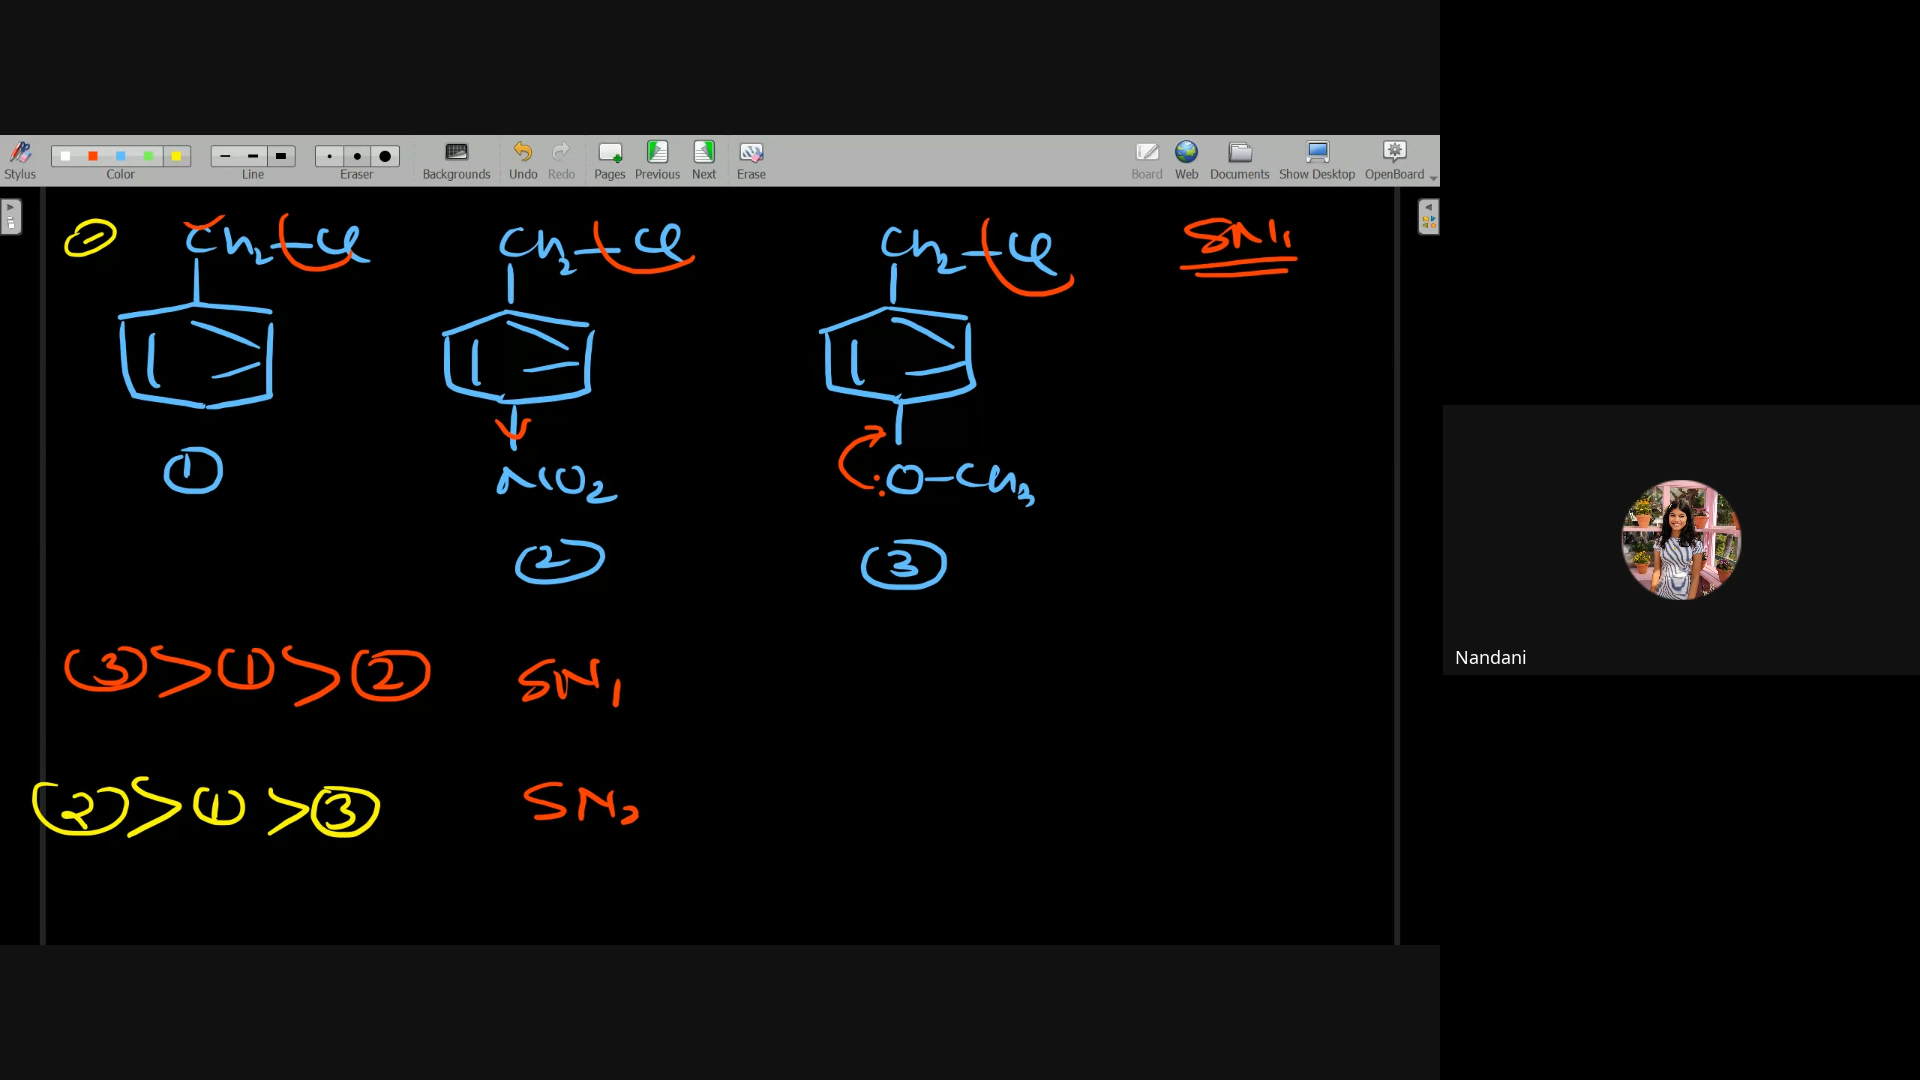 Stylus Color Line Eraser Backgrounds Undo Redo Pages Previous Next Erase Board Web Documents Show Desktop OpenBoard
CH2-Cl CH2-Cl CH2-Cl SN1
NO2 :O-CH3
1
2 3
3 > 1 > 2 SN1
2 > 1 > 3 SN2
Nandani